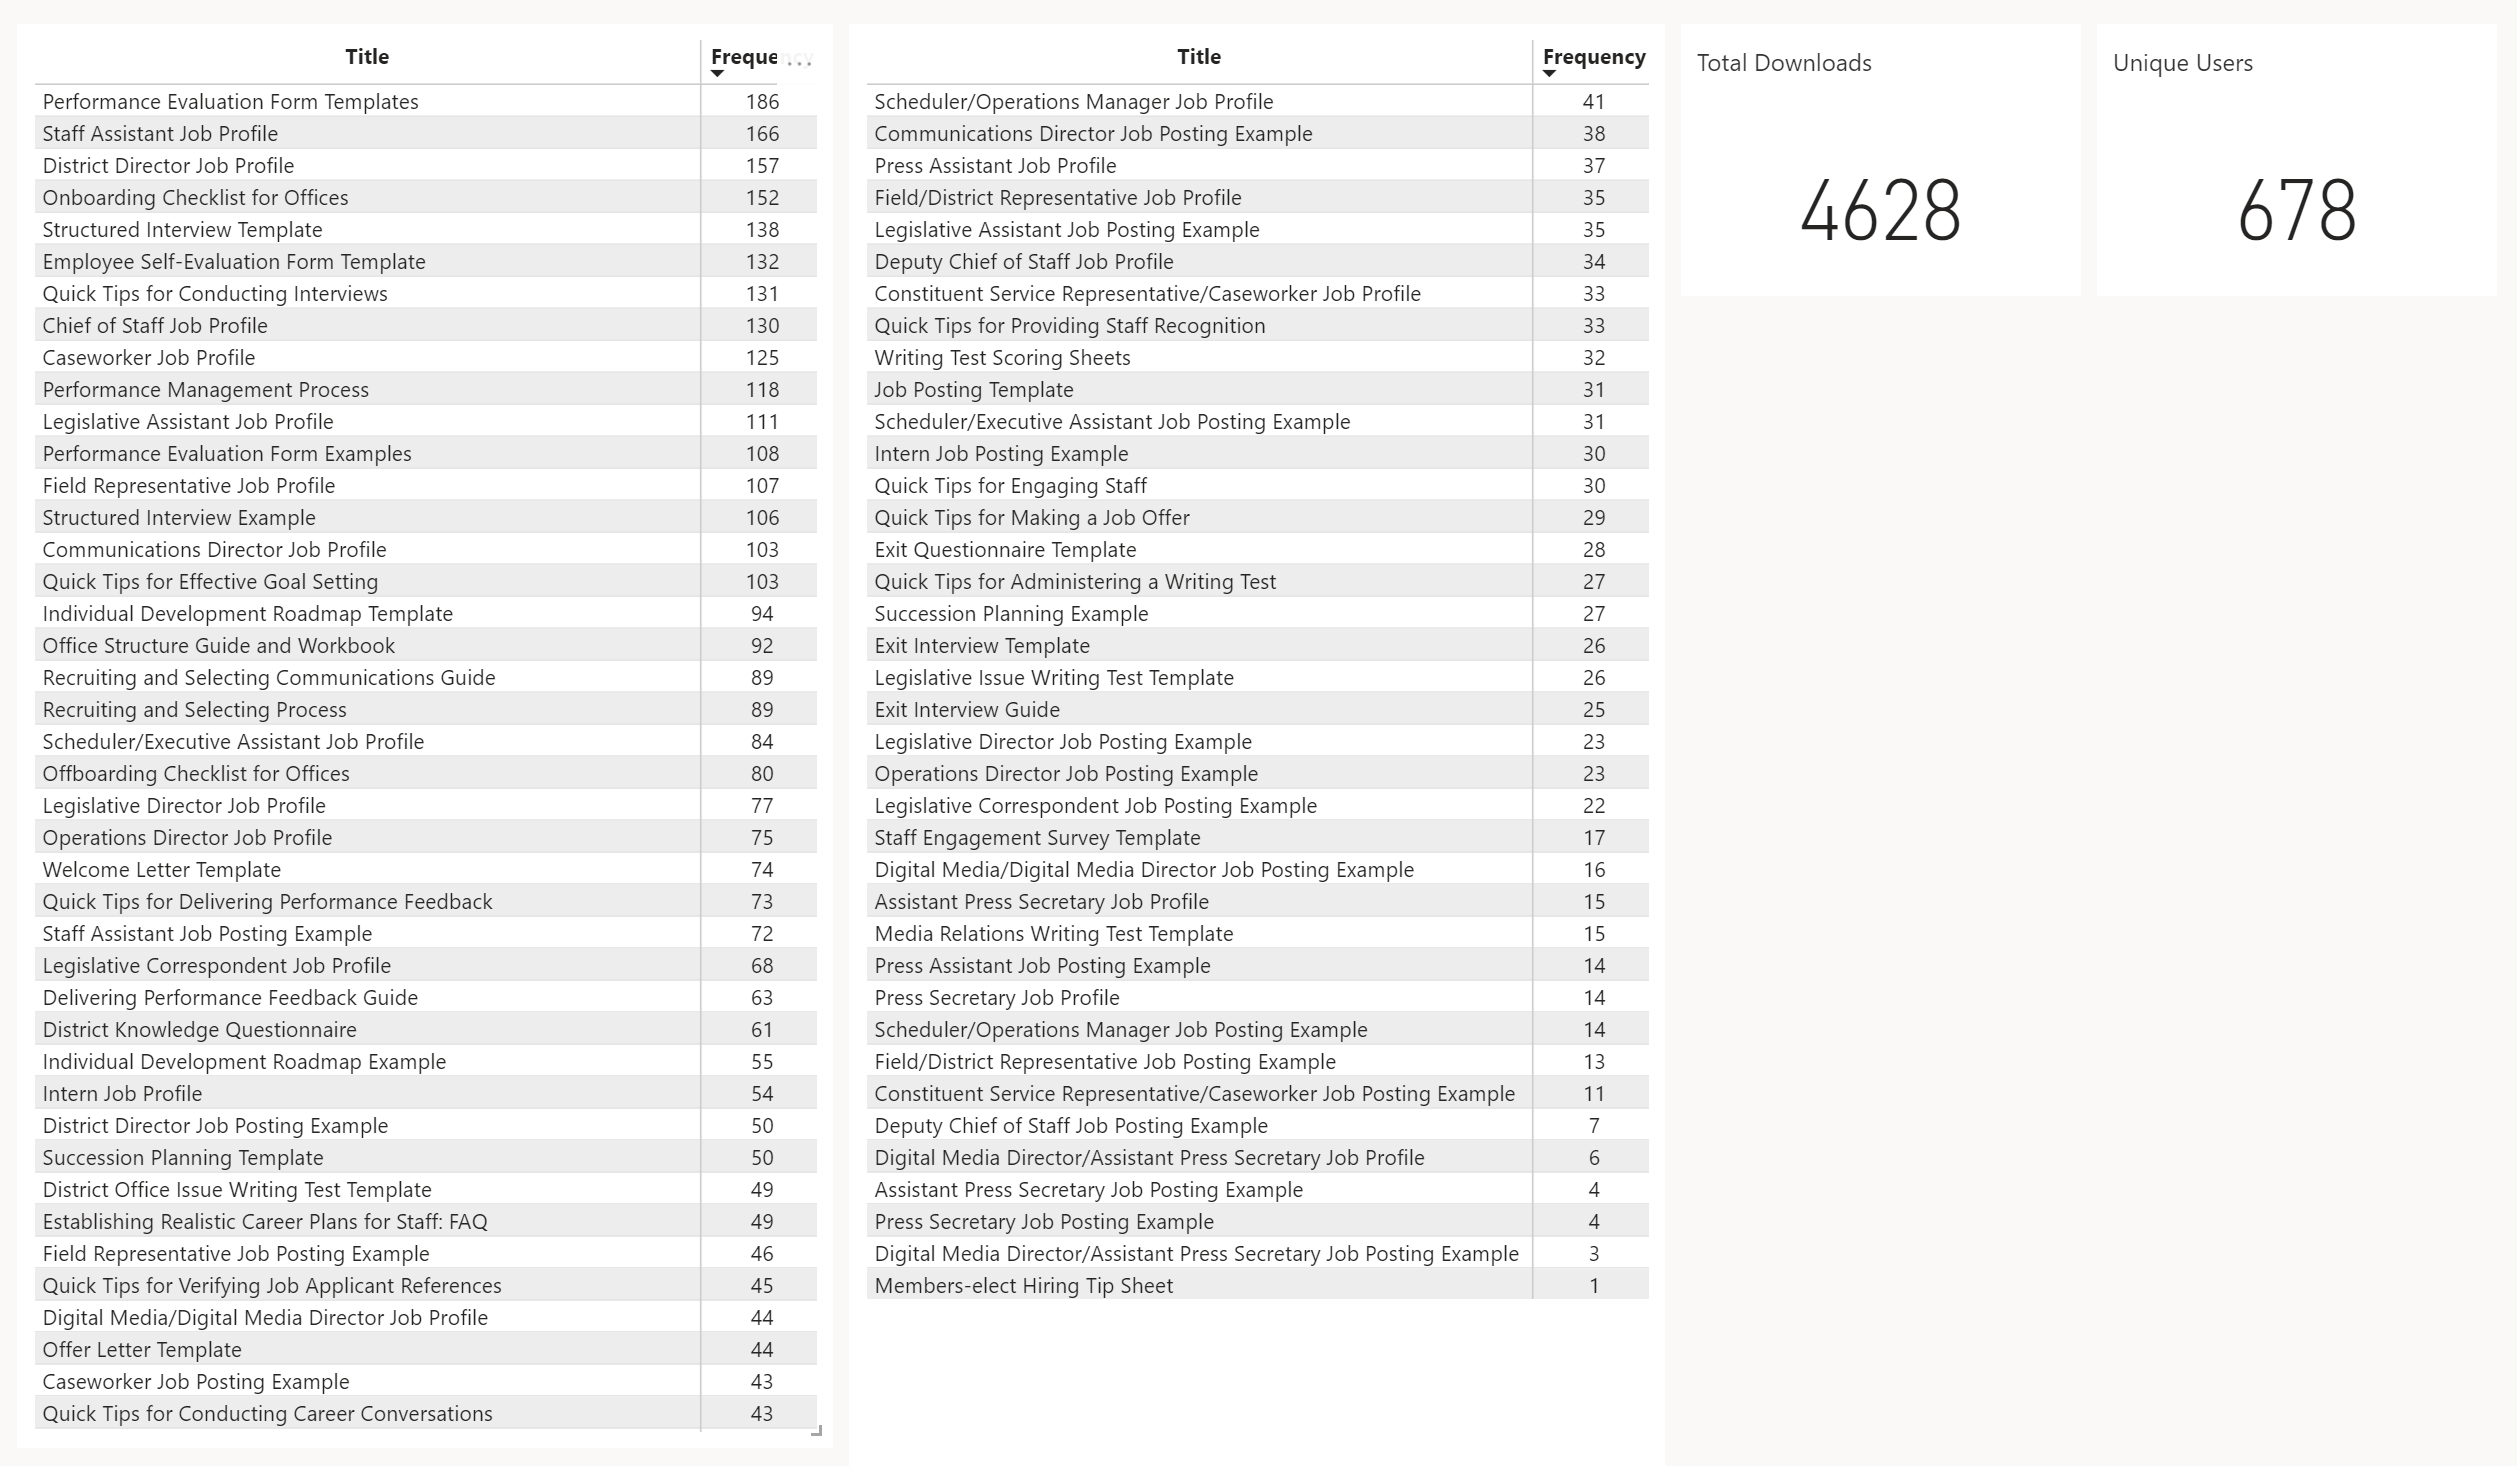 Title Freque
Performance Evaluation Form Templates 186
Staff Assistant Job Profile 166
District Director Job Profile 157
Onboarding Checklist for Offices 152
Structured Interview Template 138
Employee Self-Evaluation Form Template 132
Quick Tips for Conducting Interviews 131
Chief of Staff Job Profile 130
Caseworker Job Profile 125
Performance Management Process 118
Legislative Assistant Job Profile 111
Performance Evaluation Form Examples 108
Field Representative Job Profile 107
Structured Interview Example 106
Communications Director Job Profile 103
Quick Tips for Effective Goal Setting 103
Individual Development Roadmap Template 94
Office Structure Guide and Workbook 92
Recruiting and Selecting Communications Guide 89
Recruiting and Selecting Process 89
Scheduler/Executive Assistant Job Profile 84
Offboarding Checklist for Offices 80
Legislative Director Job Profile 77
Operations Director Job Profile 75
Welcome Letter Template 74
Quick Tips for Delivering Performance Feedback 73
Staff Assistant Job Posting Example 72
Legislative Correspondent Job Profile 68
Delivering Performance Feedback Guide 63
District Knowledge Questionnaire 61
Individual Development Roadmap Example 55
Intern Job Profile 54
District Director Job Posting Example 50
Succession Planning Template 50
District Office Issue Writing Test Template 49
Establishing Realistic Career Plans for Staff: FAQ 49
Field Representative Job Posting Example 46
Quick Tips for Verifying Job Applicant References 45
Digital Media/Digital Media Director Job Profile 44
Offer Letter Template 44
Caseworker Job Posting Example 43
Quick Tips for Conducting Career Conversations 43
Title Frequency
Scheduler/Operations Manager Job Profile 41
Communications Director Job Posting Example 38
Press Assistant Job Profile 37
Field/District Representative Job Profile 35
Legislative Assistant Job Posting Example 35
Deputy Chief of Staff Job Profile 34
Constituent Service Representative/Caseworker Job Profile 33
Quick Tips for Providing Staff Recognition 33
Writing Test Scoring Sheets 32
Job Posting Template 31
Scheduler/Executive Assistant Job Posting Example 31
Intern Job Posting Example 30
Quick Tips for Engaging Staff 30
Quick Tips for Making a Job Offer 29
Exit Questionnaire Template 28
Quick Tips for Administering a Writing Test 27
Succession Planning Example 27
Exit Interview Template 26
Legislative Issue Writing Test Template 26
Exit Interview Guide 25
Legislative Director Job Posting Example 23
Operations Director Job Posting Example 23
Legislative Correspondent Job Posting Example 22
Staff Engagement Survey Template 17
Digital Media/Digital Media Director Job Posting Example 16
Assistant Press Secretary Job Profile 15
Media Relations Writing Test Template 15
Press Assistant Job Posting Example 14
Press Secretary Job Profile 14
Scheduler/Operations Manager Job Posting Example 14
Field/District Representative Job Posting Example 13
Constituent Service Representative/Caseworker Job Posting Example 11
Deputy Chief of Staff Job Posting Example 7
Digital Media Director/Assistant Press Secretary Job Profile 6
Assistant Press Secretary Job Posting Example 4
Press Secretary Job Posting Example 4
Digital Media Director/Assistant Press Secretary Job Posting Example 3
Members-elect Hiring Tip Sheet 1
Total Downloads
4628
Unique Users
678